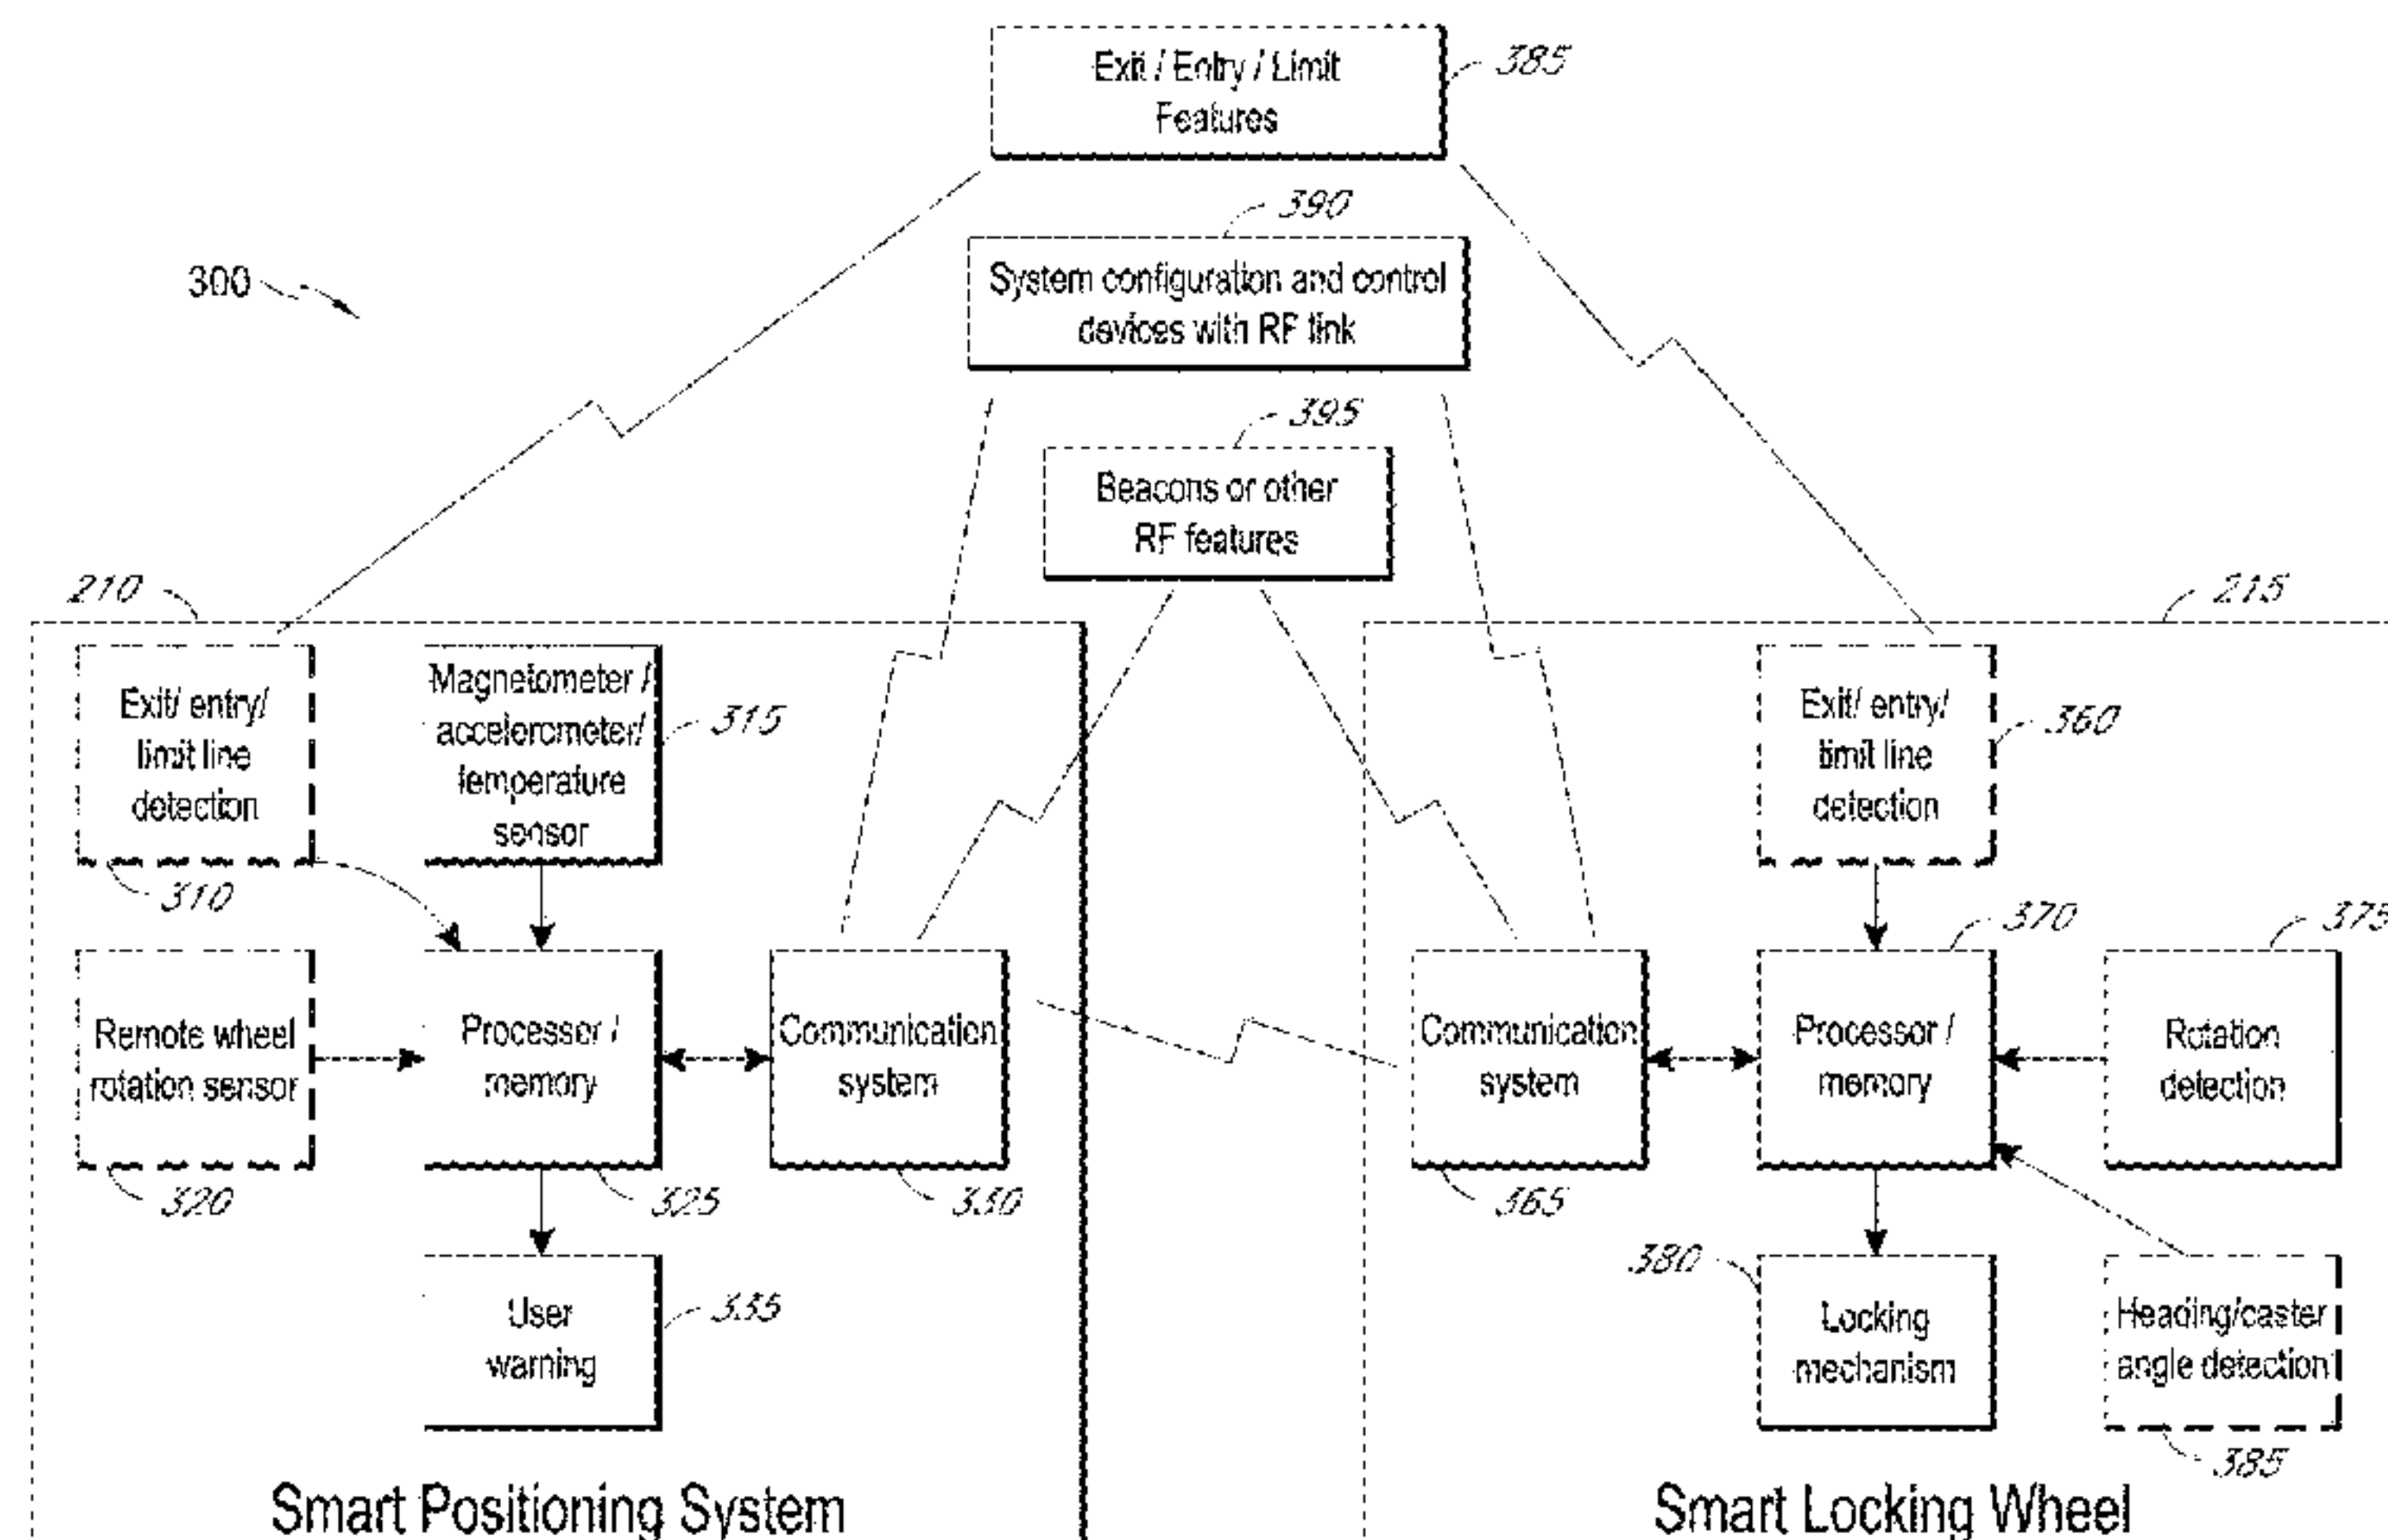 Exit / Entry / Limit
Features
385
300
390
System configuration and control
devices with RF link
395
Beacons or other
RF features
210
215
Exit/ entry/
limit line
detection
310
Magnetometer /
accelerometer/
temperature
sensor
315
Exit/ entry/
limit line
detection
360
Remote wheel
rotation sensor
320
Processer /
memory
325
Communication
system
330
Communication
system
365
Processor /
memory
370
Rotation
detection
375
User
warning
335
380
Locking
mechanism
Heading/caster
angle detection
385
Smart Positioning System
Smart Locking Wheel